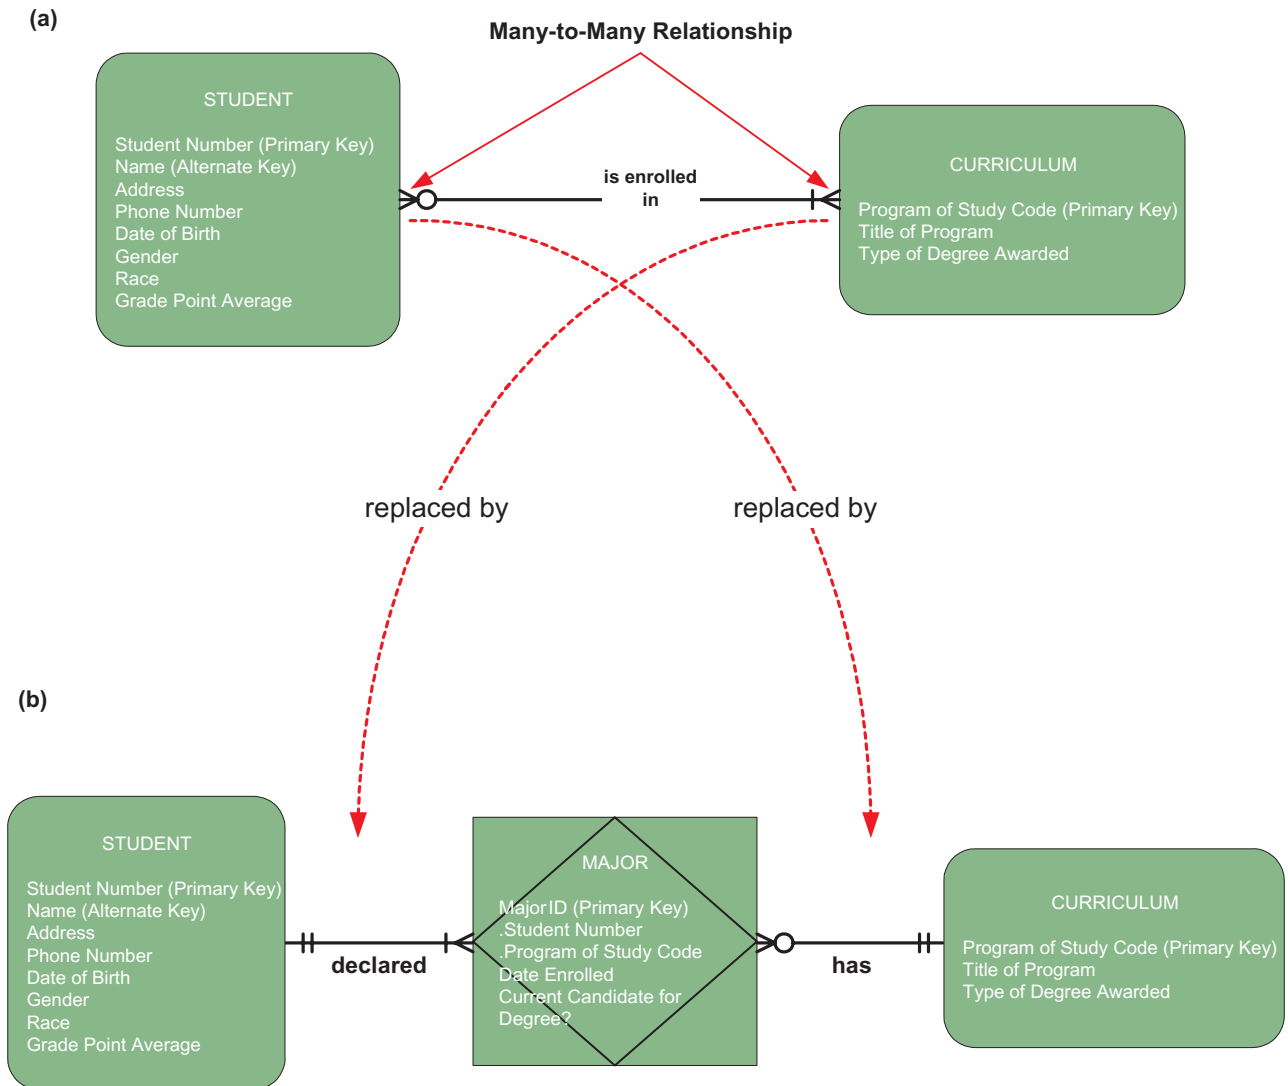 (a)
Many-to-Many Relationship
STUDENT
Student Number (Primary Key)
Name (Alternate Key)
Address
Phone Number
Date of Birth
Gender
Race
Grade Point Average
is enrolled
in
CURRICULUM
Program of Study Code (Primary Key)
Title of Program
Type of Degree Awarded
replaced by
replaced by
(b)
STUDENT
Student Number (Primary Key)
Name (Alternate Key)
Address
Phone Number
Date of Birth
Gender
Race
Grade Point Average
declared
MAJOR
Major ID (Primary Key)
.Student Number
.Program of Study Code
Date Enrolled
Current Candidate for
Degree?
has
CURRICULUM
Program of Study Code (Primary Key)
Title of Program
Type of Degree Awarded